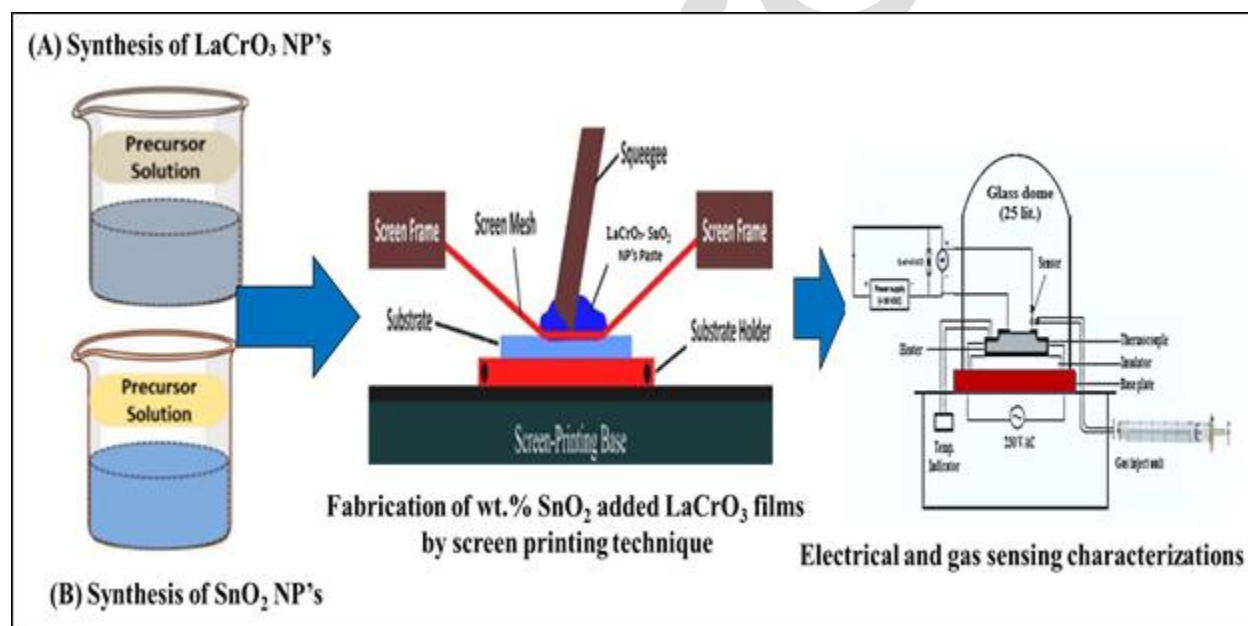 (A) Synthesis of LaCrO₃ NP's
Precursor
Solution
Precursor
Solution
(B) Synthesis of SnO₂ NP's
Squeegee
Screen Frame
Screen Mesh
LaCrO₃- SnO₂
NP's Paste
Screen Frame
Substrate
Substrate Holder
Screen-Printing Base
Fabrication of wt.% SnO₂ added LaCrO₃ films
by screen printing technique
Glass dome
(25 lit.)
Sensor
Power supply
Heater
Thermocouple
Insulator
Base plate
Temp.
Indicator
230 V. AC
Gas inject unit
Electrical and gas sensing characterizations